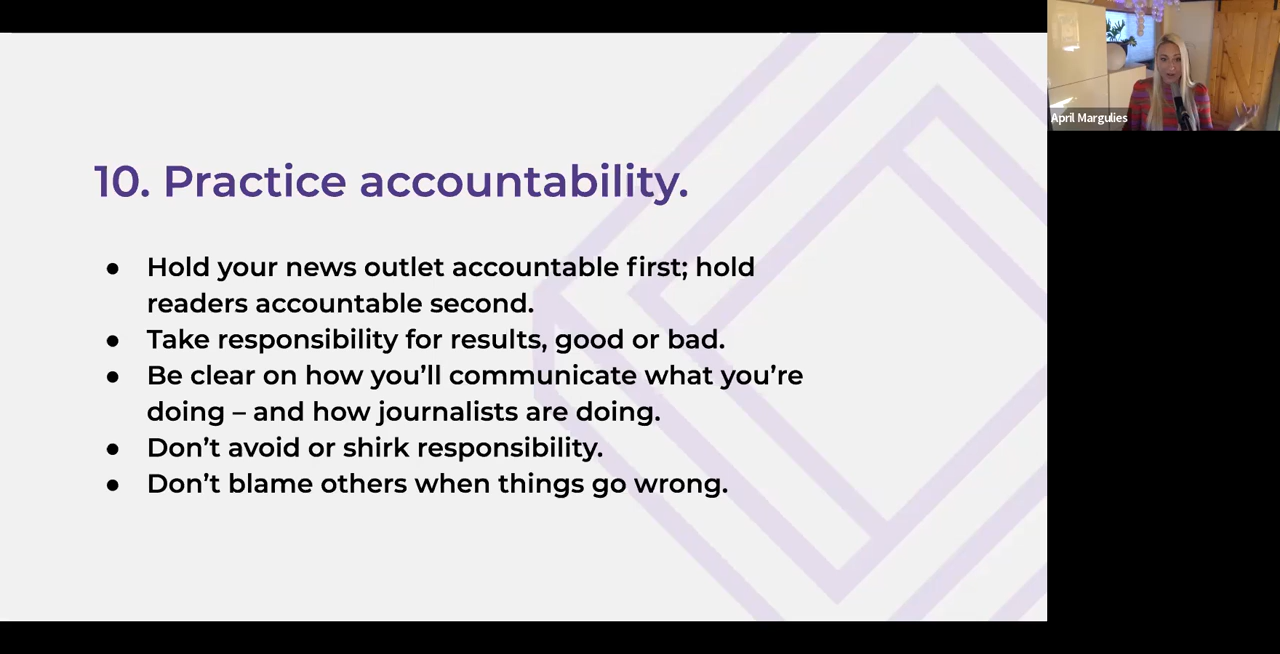 10. Practice accountability.
● Hold your news outlet accountable first; hold
readers accountable second.
● Take responsibility for results, good or bad.
● Be clear on how you’ll communicate what you’re
doing – and how journalists are doing.
● Don’t avoid or shirk responsibility.
● Don’t blame others when things go wrong.
April Margulies